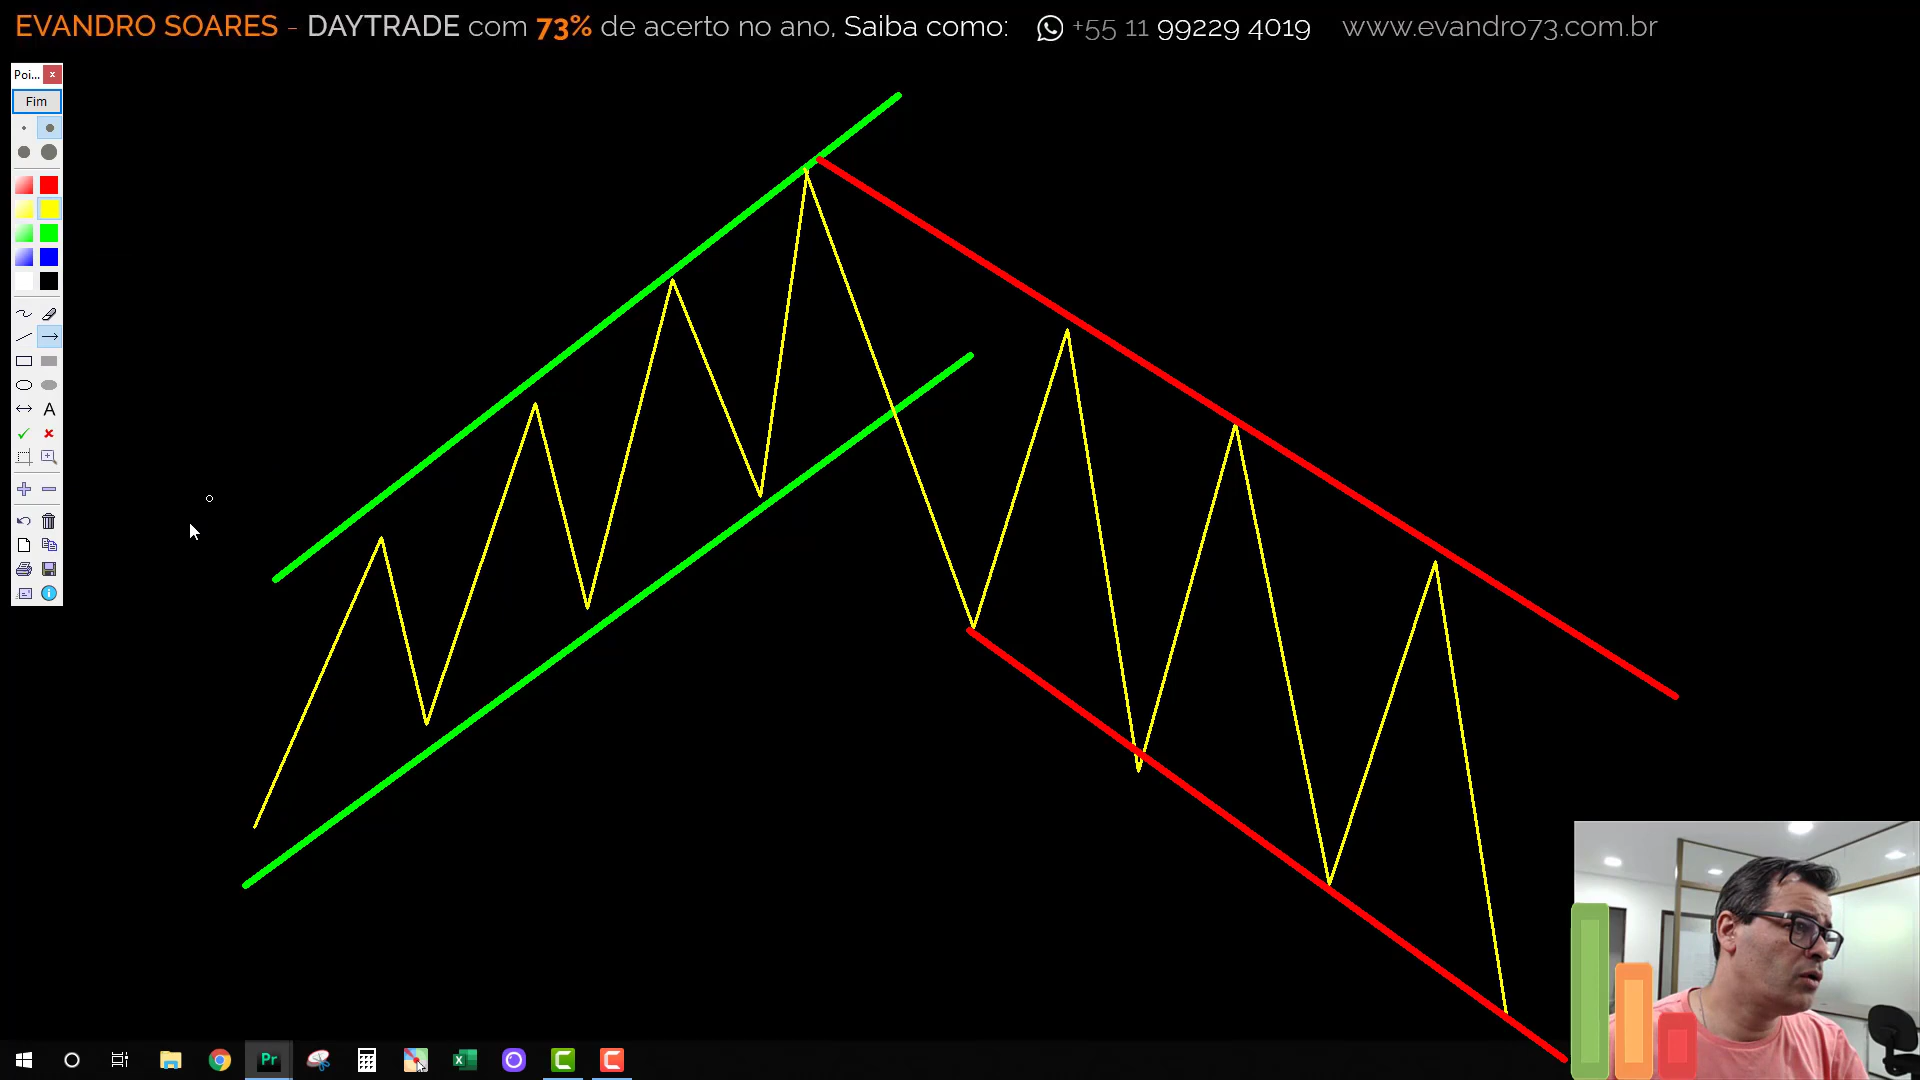 EVANDRO SOARES - DAYTRADE com 73% de acerto no ano, Saiba como: +55 11 99229 4019 www.evandro73.com.br
Poi...
Fim
A
Pr